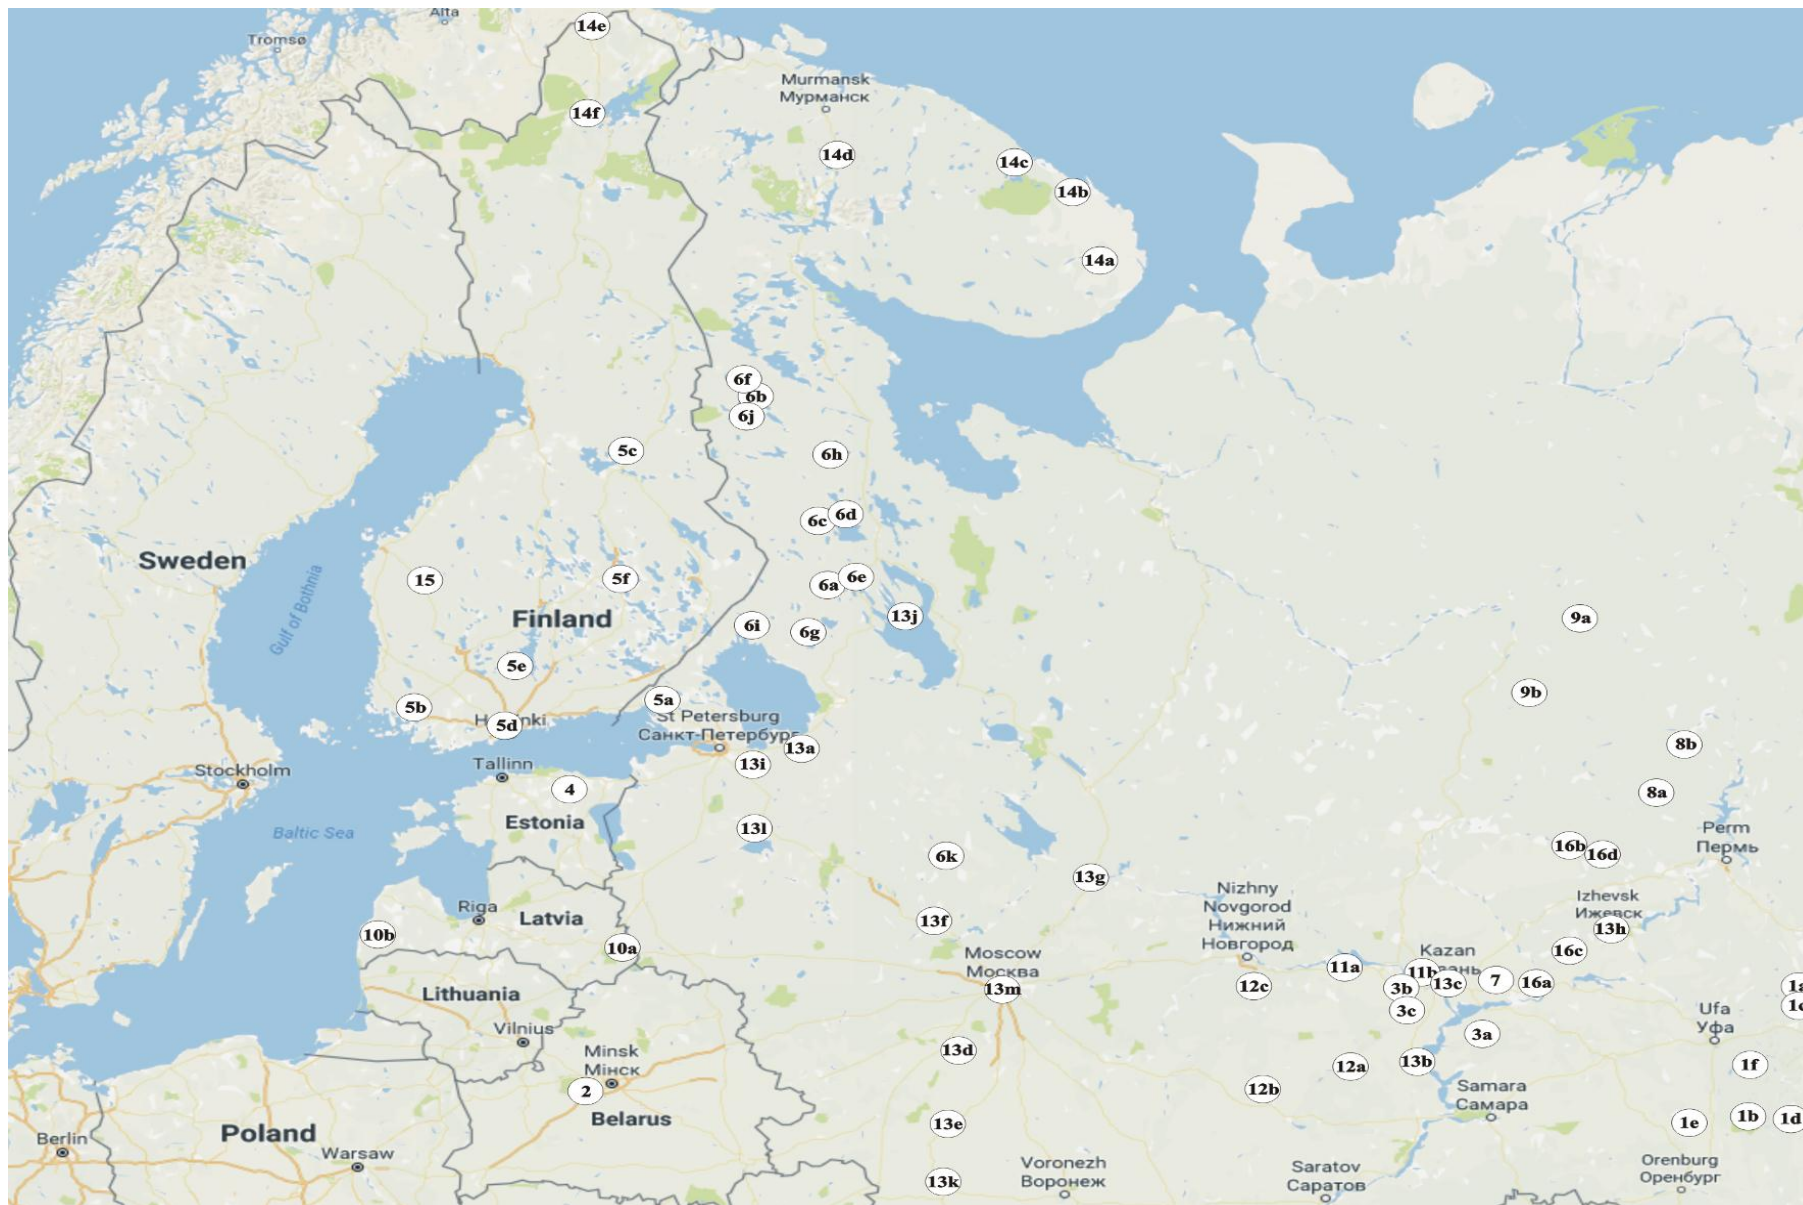 Alta
14e
Tromsø
Murmansk
Мурманск
14f
14d
14c
14b
14a
6f
6b
6j
5c
6h
6c
6d
Sweden
15
5f
6a
6e
Gulf of Bothnia
Finland
13j
9a
6i
6g
5e
9b
5b
5a
St Petersburg
Санкт-Петербург
5d
8b
13a
Tallinn
13i
Stockholm
4
8a
Estonia
Baltic Sea
13l
Perm
Пермь
6k
16b
16d
13g
Nizhny
Novgorod
Нижний
Новгород
Izhevsk
Ижевск
Riga
Latvia
13f
13h
10b
10a
Moscow
Москва
Kazan
16c
11a
11b
13m
12c
3b
13c
7
16a
1a
Lithuania
3c
1c
Ufa
Уфа
Vilnius
3a
13d
Minsk
Мінск
12a
13b
1f
2
12b
Samara
Самара
Belarus
Poland
13e
1e
1b
1d
Berlin
Warsaw
Voronezh
Воронеж
Saratov
Саратов
Orenburg
Оренбург
13k